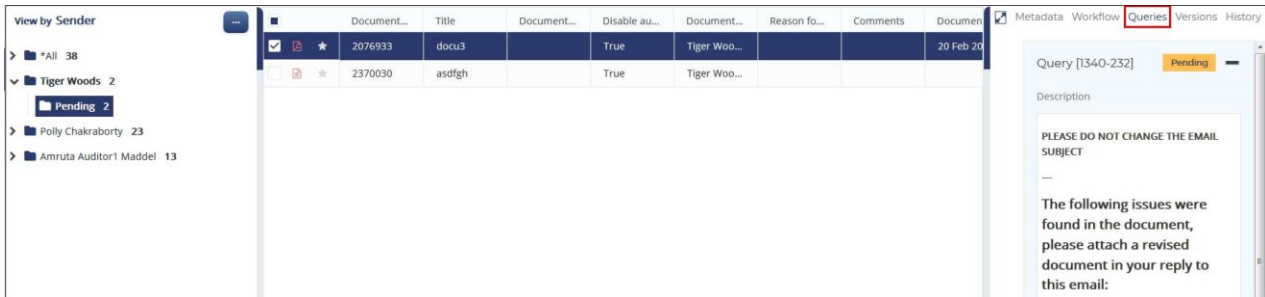 View by Sender
...
*All 38
Tiger Woods 2
Pending 2
Polly Chakraborty 23
Amruta Auditor1 Maddel 13
Document... Title Document... Disable au... Document... Reason fo... Comments Documen
2076933 docu3 True Tiger Woo... 20 Feb 20
2370030 asdfgh True Tiger Woo...
Metadata Workflow Queries Versions History
Query [1340-232] Pending
Description
PLEASE DO NOT CHANGE THE EMAIL
SUBJECT
---
The following issues were
found in the document,
please attach a revised
document in your reply to
this email: